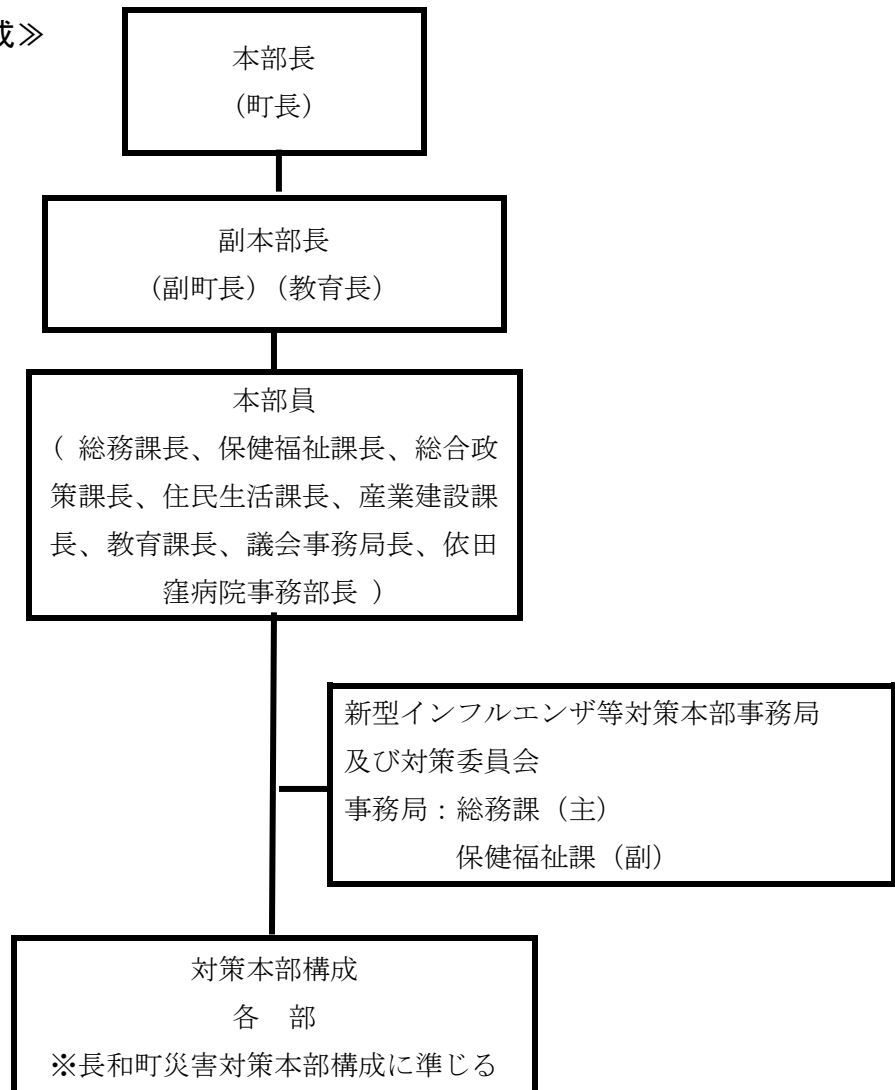 成≫
本部長
（町長）
副本部長
（副町長）（教育長）
本部員
（ 総務課長、保健福祉課長、総合政
策課長、住民生活課長、産業建設課
長、教育課長、議会事務局長、依田
窪病院事務部長 ）
新型インフルエンザ等対策本部事務局
及び対策委員会
事務局：総務課（主）
保健福祉課（副）
対策本部構成
各　部
※長和町災害対策本部構成に準じる